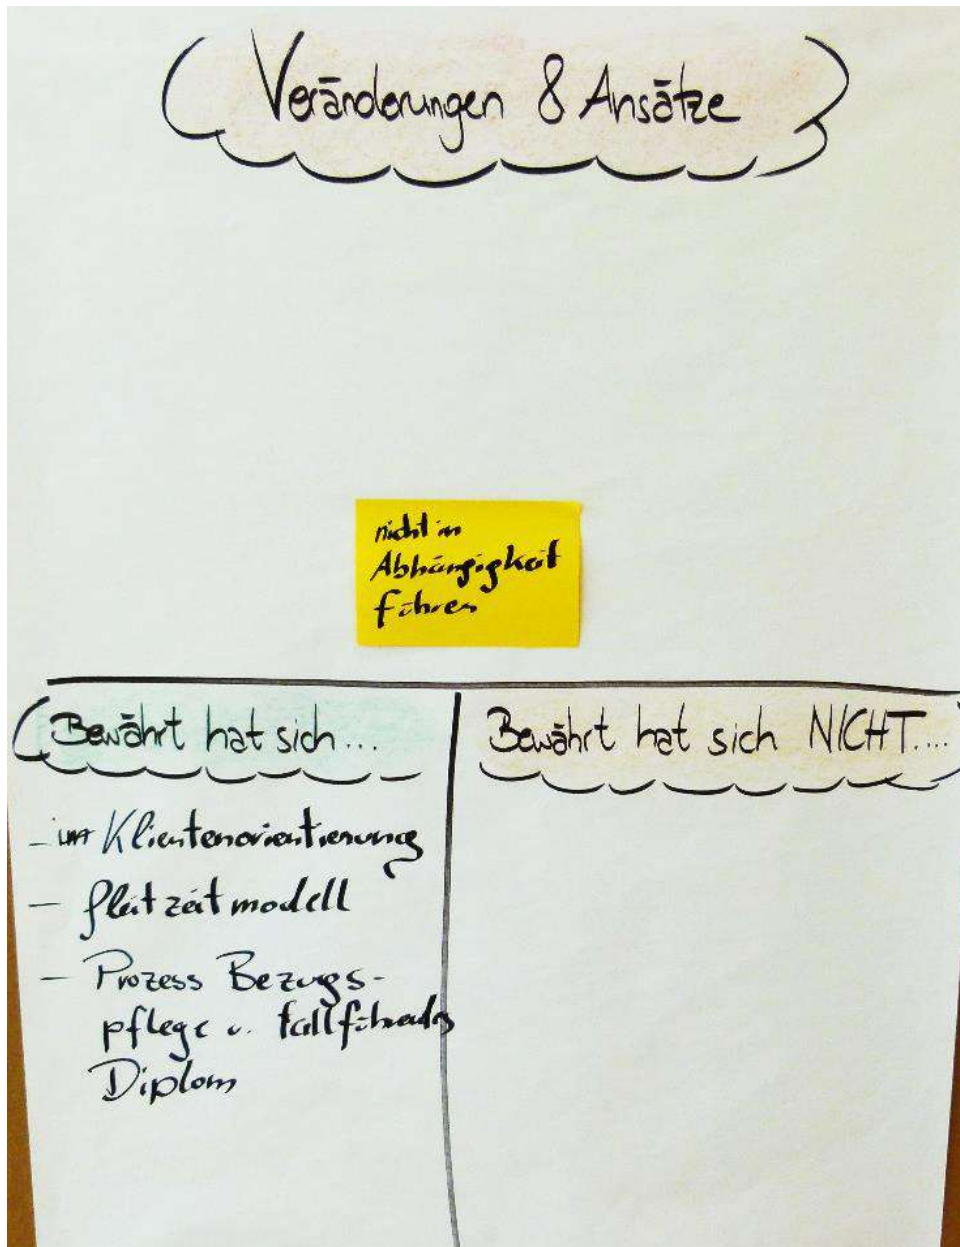 Veränderungen & Ansätze
nicht in
Abhängigkeit
führen
Bewährt hat sich...
Bewährt hat sich NICHT....
- Klientenorientierung
- Gleitzeitmodell
- Prozess Bezugs-
pflege u. fallführendes
Diplom